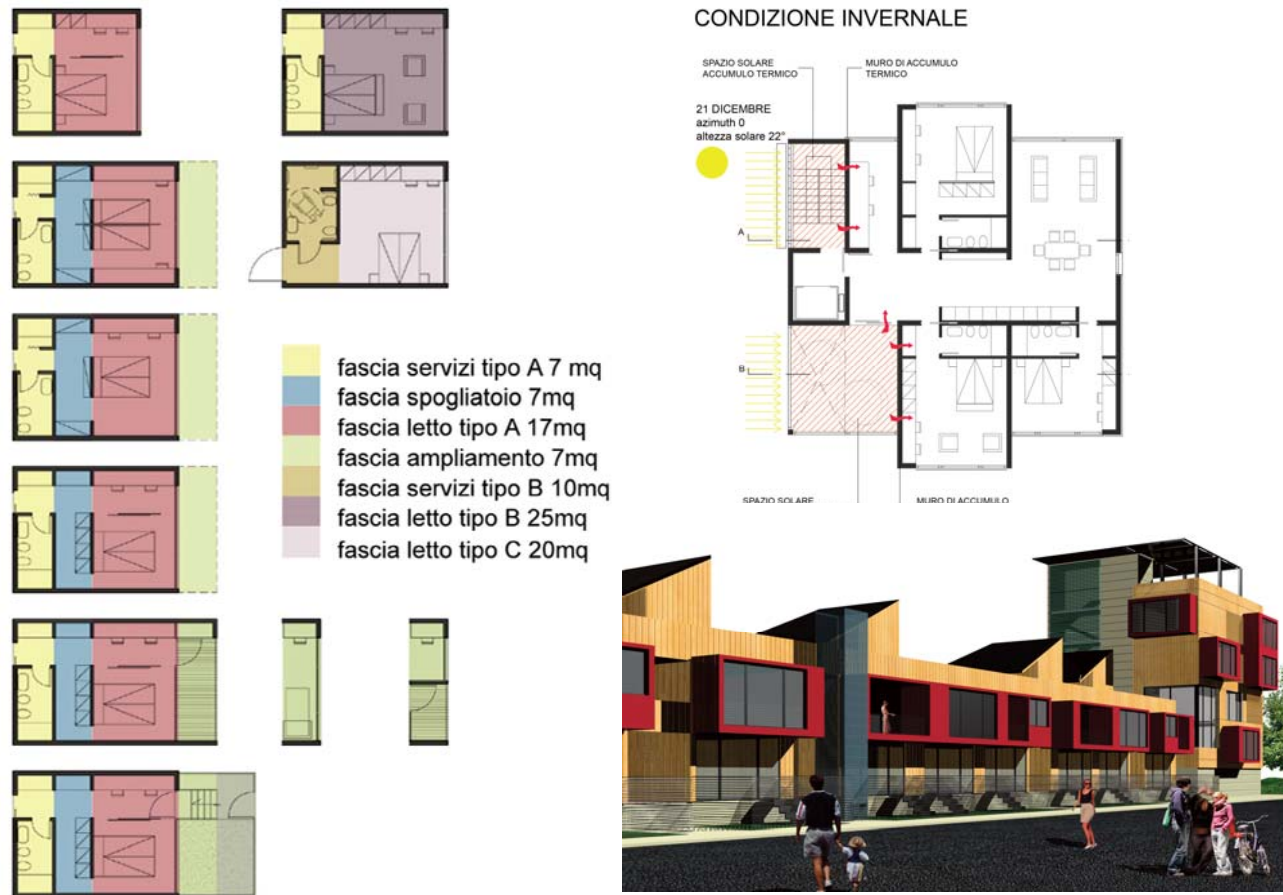 CONDIZIONE INVERNALE
SPAZIO SOLARE
ACCUMULO TERMICO
MURO DI ACCUMULO
TERMICO
21 DICEMBRE
azimuth 0
altezza solare 22°
A
B
SPAZIO SOLARE
MURO DI ACCUMULO
fascia servizi tipo A 7 mq
fascia spogliatoio 7mq
fascia letto tipo A 17mq
fascia ampliamento 7mq
fascia servizi tipo B 10mq
fascia letto tipo B 25mq
fascia letto tipo C 20mq